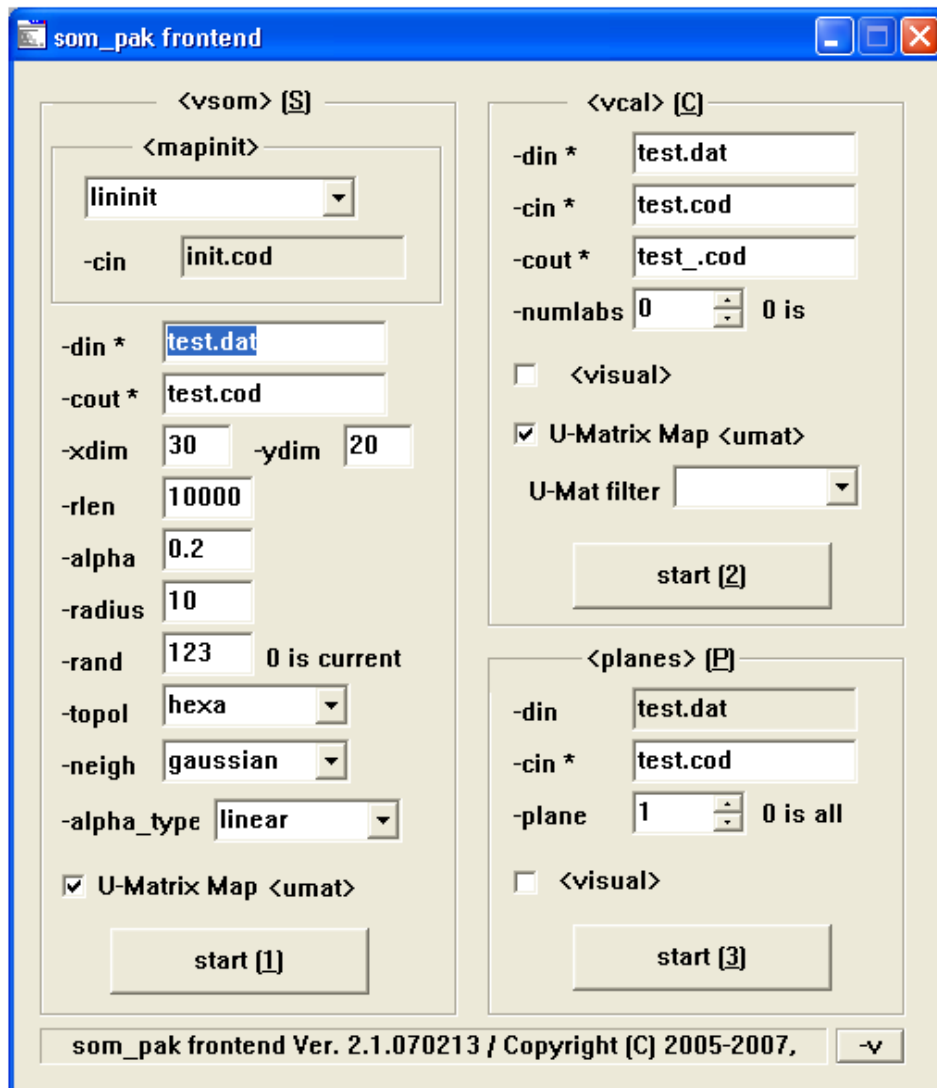 som_pak frontend
<vsom> (S)
<mapinit>
lininit
-cin init.cod
-din * test.dat
-cout * test.cod
-xdim 30 -ydim 20
-rlen 10000
-alpha 0.2
-radius 10
-rand 123 0 is current
-topol hexa
-neigh gaussian
-alpha_type linear
U-Matrix Map <umat>
start (1)
<vcal> (C)
-din * test.dat
-cin * test.cod
-cout * test_.cod
-numlabs 0 0 is
<visual>
U-Matrix Map <umat>
U-Mat filter
start (2)
<planes> (P)
-din test.dat
-cin * test.cod
-plane 1 0 is all
<visual>
start (3)
som_pak frontend Ver. 2.1.070213 / Copyright (C) 2005-2007,
-v